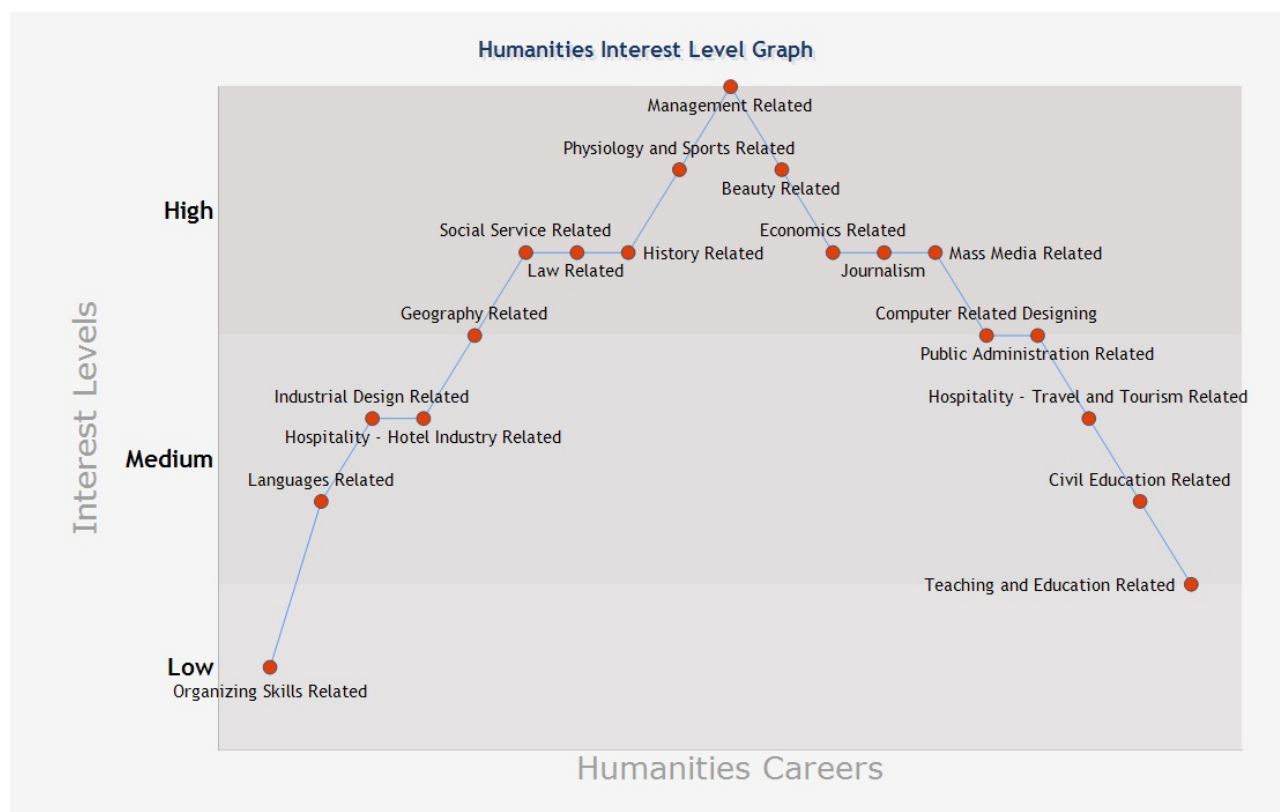 Humanities Interest Level Graph
Management Related
Physiology and Sports Related
Beauty Related
High
Social Service Related
Economics Related
History Related
Mass Media Related
Law Related
Journalism
Geography Related
Computer Related Designing
Public Administration Related
Interest Levels
Industrial Design Related
Hospitality - Travel and Tourism Related
Hospitality - Hotel Industry Related
Medium
Languages Related
Civil Education Related
Teaching and Education Related
Low
Organizing Skills Related
Humanities Careers